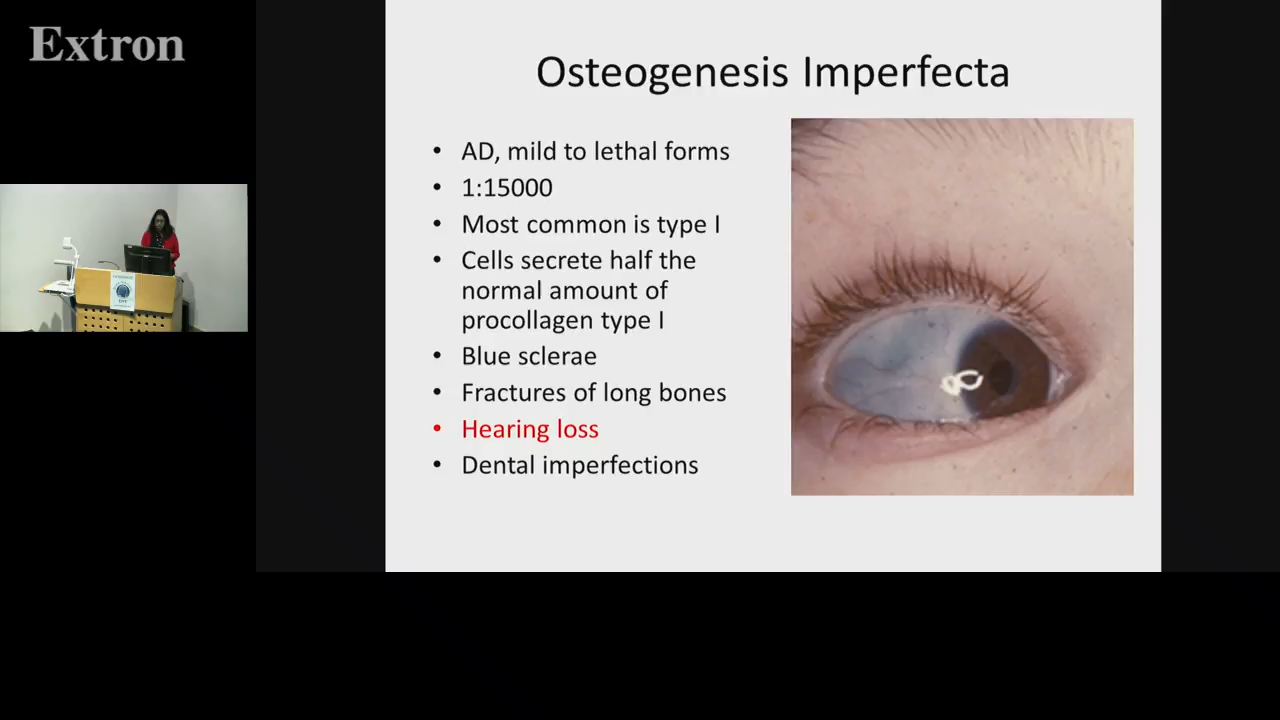 Extron
Osteogenesis Imperfecta
• AD, mild to lethal forms
• 1:15000
• Most common is type I
• Cells secrete half the
normal amount of
procollagen type I
• Blue sclerae
• Fractures of long bones
• Hearing loss
• Dental imperfections